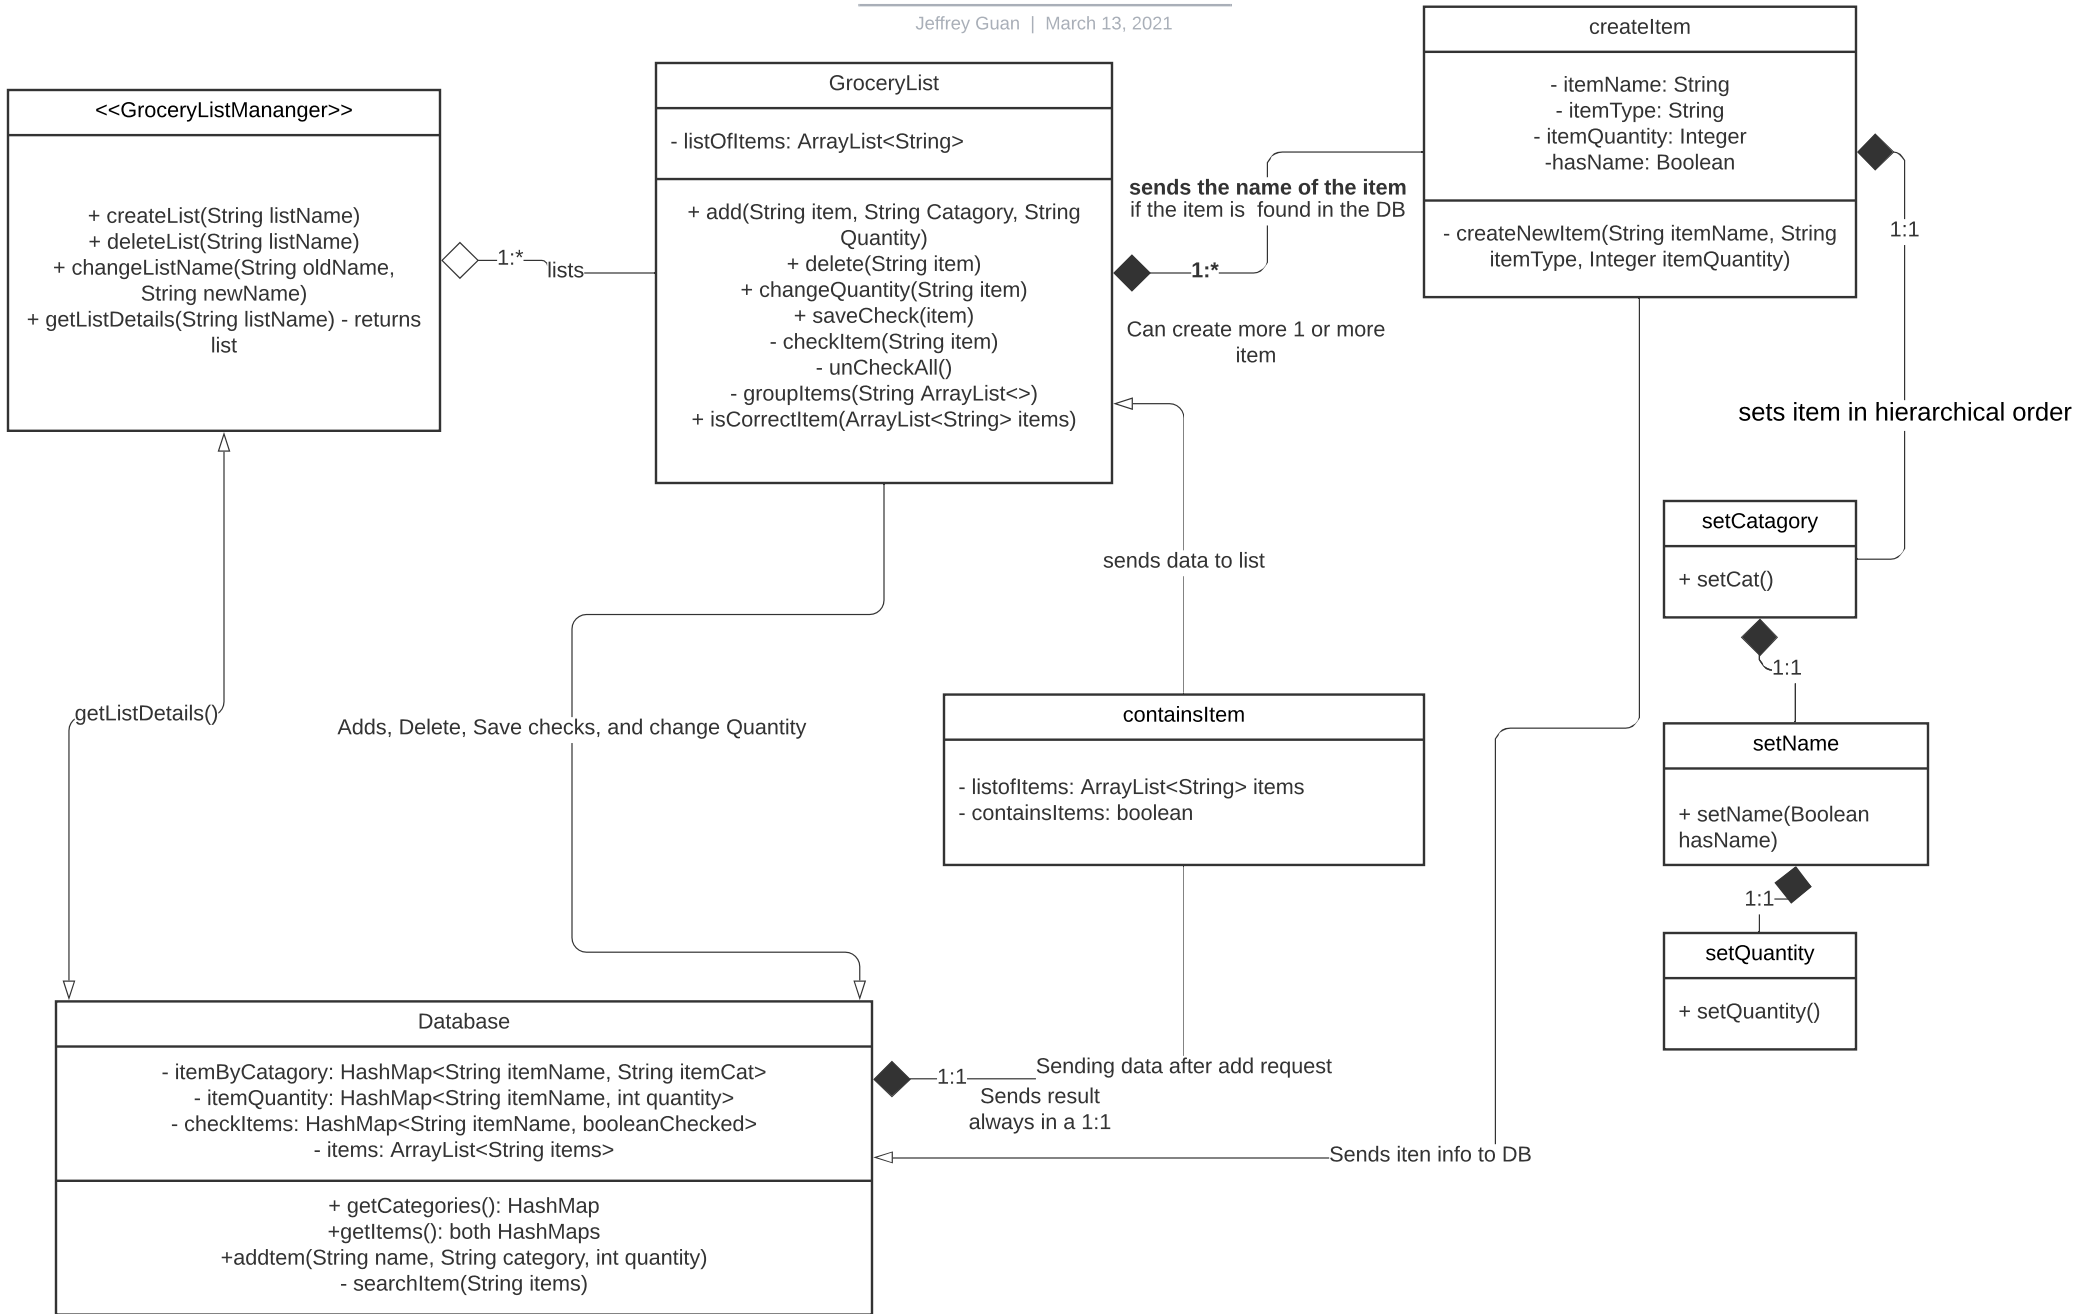 Jeffrey Guan | March 13, 2021
<<GroceryListMananger>>
+ createList(String listName)
+ deleteList(String listName)
+ changeListName(String oldName,
String newName)
+ getListDetails(String listName) - returns
list
1:*
lists
GroceryList
- listOfItems: ArrayList<String>
+ add(String item, String Catagory, String
Quantity)
+ delete(String item)
+ changeQuantity(String item)
+ saveCheck(item)
- checkItem(String item)
- unCheckAll()
- groupItems(String ArrayList<>)
+ isCorrectItem(ArrayList<String> items)
sends the name of the item
if the item is  found in the DB
1:*
Can create more 1 or more
item
createItem
- itemName: String
- itemType: String
- itemQuantity: Integer
-hasName: Boolean
- createNewItem(String itemName, String
itemType, Integer itemQuantity)
1:1
sets item in hierarchical order
setCatagory
+ setCat()
1:1
setName
+ setName(Boolean
hasName)
1:1
setQuantity
+ setQuantity()
sends data to list
containsItem
- listofItems: ArrayList<String> items
- containsItems: boolean
getListDetails()
Adds, Delete, Save checks, and change Quantity
Database
- itemByCatagory: HashMap<String itemName, String itemCat>
- itemQuantity: HashMap<String itemName, int quantity>
- checkItems: HashMap<String itemName, booleanChecked>
- items: ArrayList<String items>
+ getCategories(): HashMap
+getItems(): both HashMaps
+addtem(String name, String category, int quantity)
- searchItem(String items)
1:1
Sending data after add request
Sends result
always in a 1:1
Sends iten info to DB